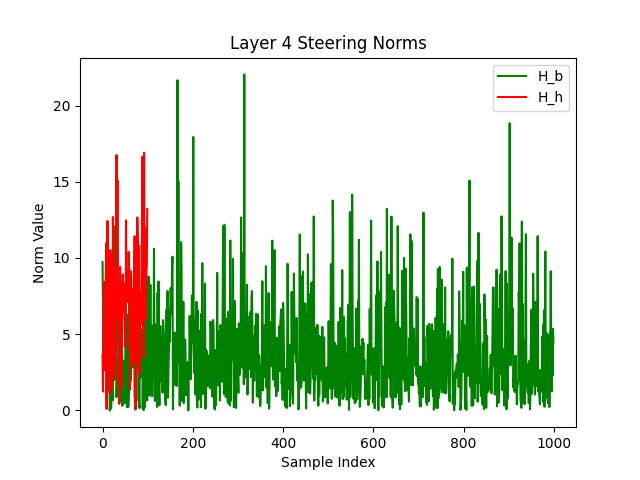 Layer 4 Steering Norms
H_b
H_h
Norm Value
20
15
10
5
0
0 200 400 600 800 1000
Sample Index